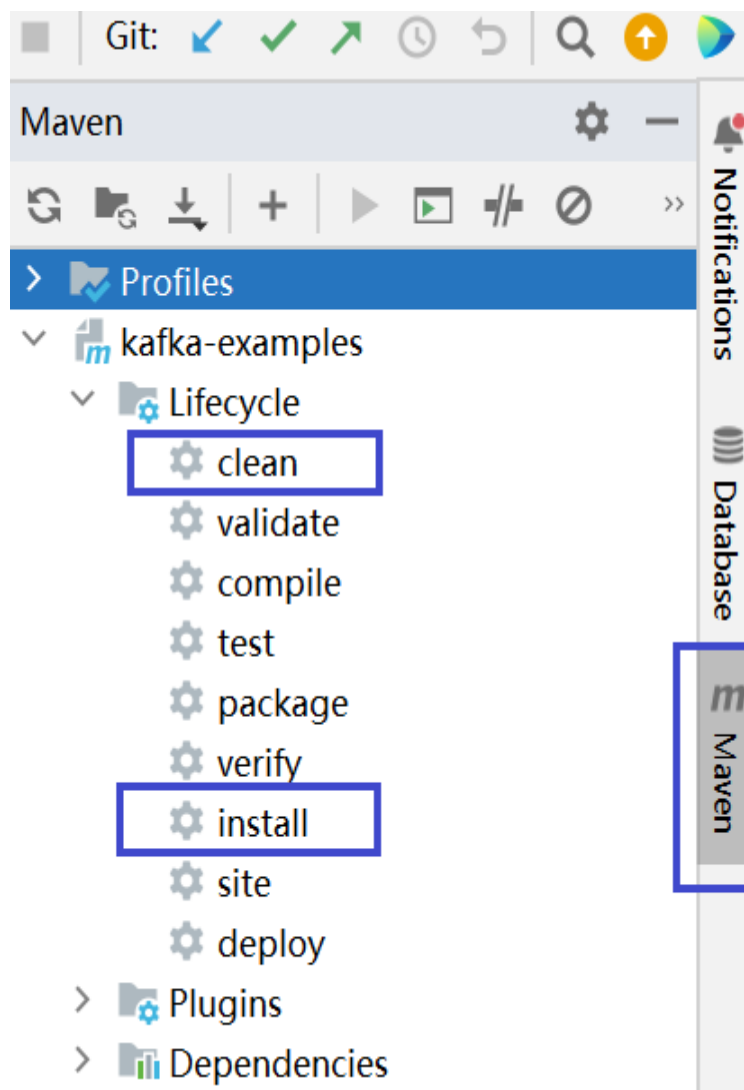 Git:
Maven
Profiles
kafka-examples
Lifecycle
clean
validate
compile
test
package
verify
install
site
deploy
Plugins
Dependencies
Notifications
Database
m
Maven